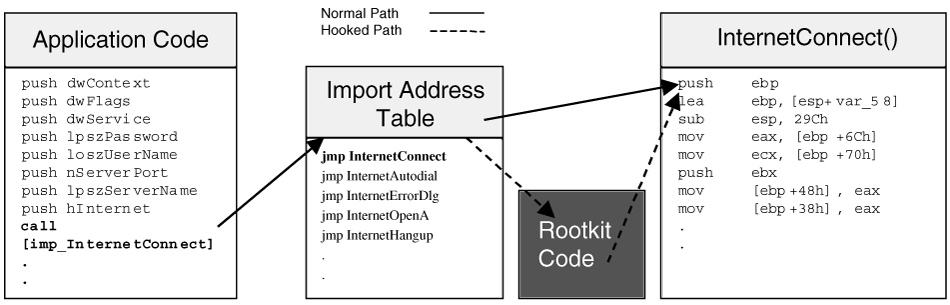 Normal Path
Hooked Path
Application Code
push dwContext
push dwFlags
push dwService
push lpszPassword
push loszUserName
push nServerPort
push lpszServerName
push hInternet
call
[imp_InternetConnect]
.
.
Import Address
Table
jmp InternetConnect
jmp InternetAutodial
jmp InternetErrorDlg
jmp InternetOpenA
jmp InternetHangup
.
.
Rootkit
Code
InternetConnect()
push ebp
lea ebp, [esp+ var_5 8]
sub esp, 29Ch
mov eax, [ebp +6Ch]
mov ecx, [ebp +70h]
push ebx
mov [ebp +48h] , eax
mov [ebp +38h] , eax
.
.